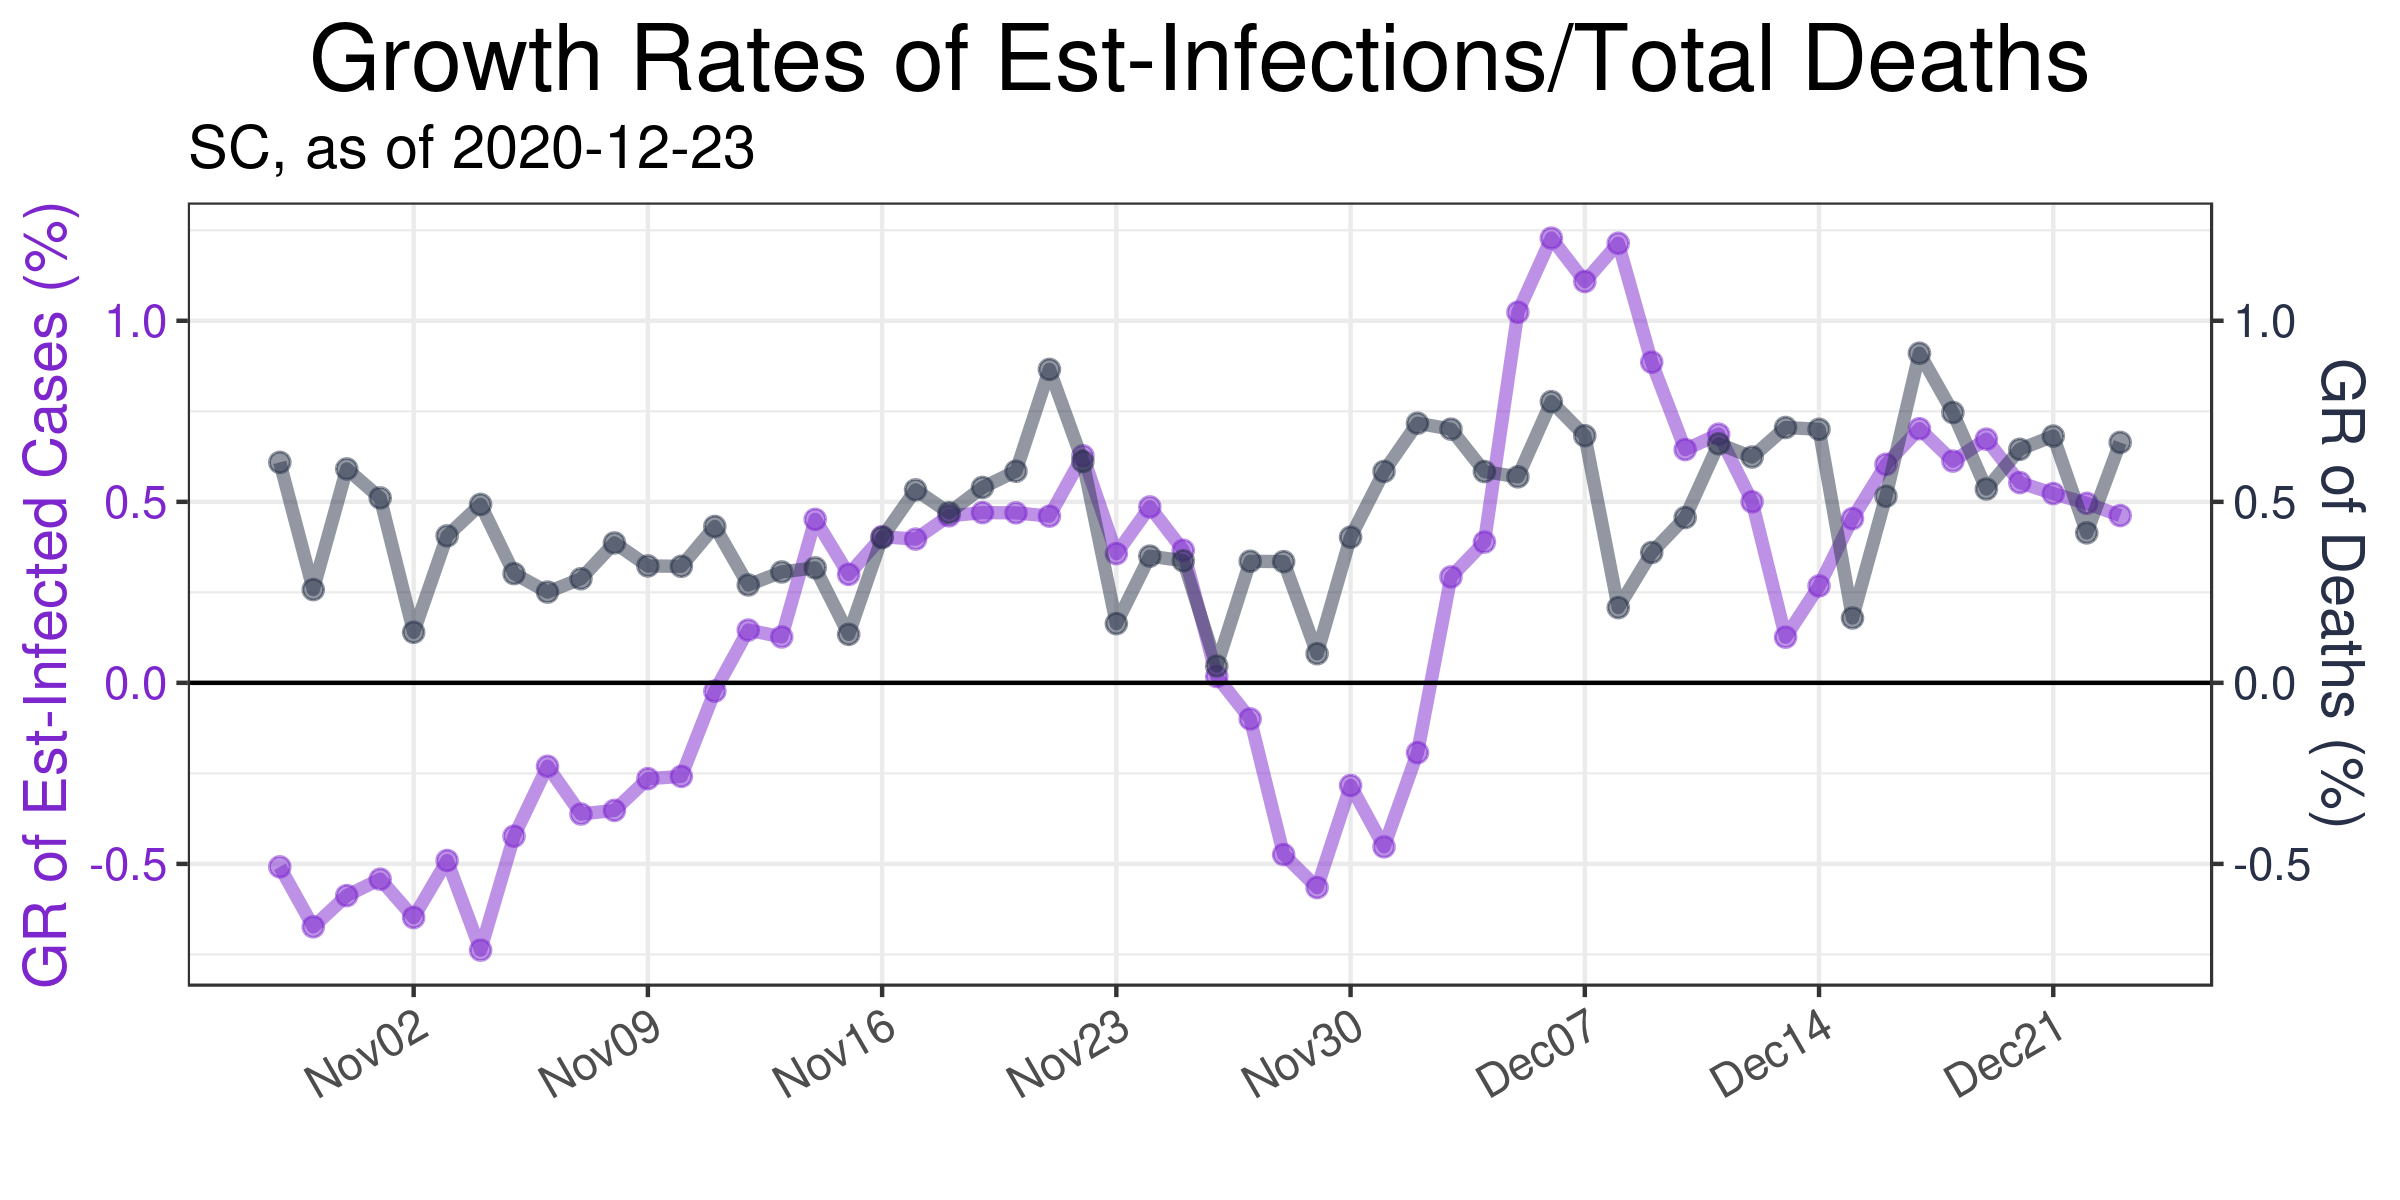 Growth Rates of Est-Infections/Total Deaths
SC, as of 2020-12-23
GR of Est-Infected Cases (%)
1.0
0.5
0.0
-0.5
1.0
0.5
0.0
-0.5
GR of Deaths (%)
Nov02
Nov09
Nov16
Nov23
Nov30
Dec07
Dec14
Dec21